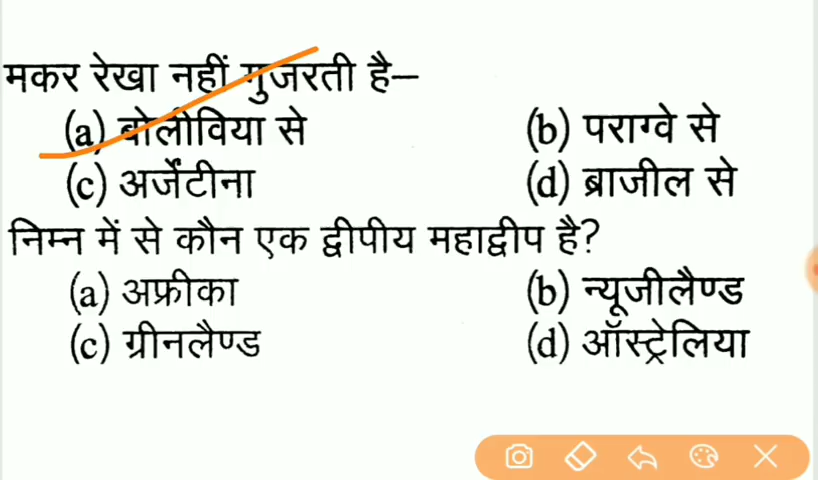 मकर रेखा नहीं गुजरती है–
(a) बोलीविया से (b) पराग्वे से
(c) अर्जेंटीना (d) ब्राजील से
निम्न में से कौन एक द्वीपीय महाद्वीप है?
(a) अफ्रीका (b) न्यूजीलैण्ड
(c) ग्रीनलैण्ड (d) ऑस्ट्रेलिया